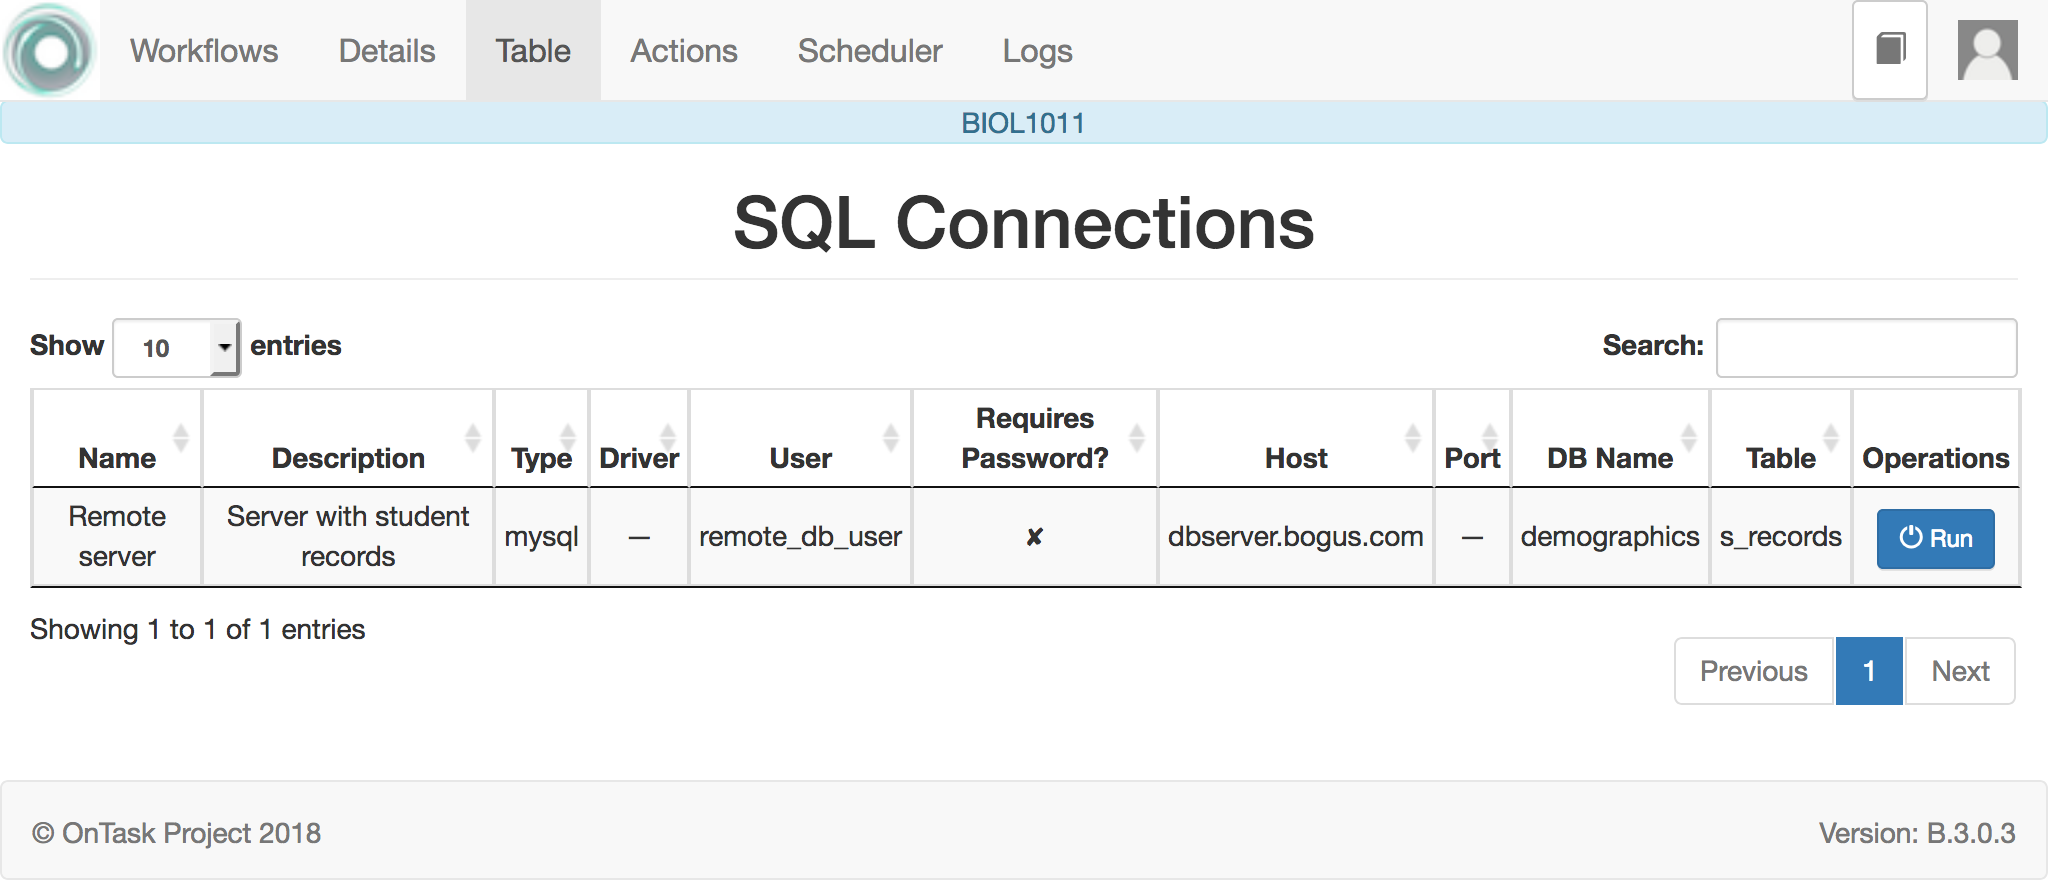 Workflows Details Table Actions Scheduler Logs
BIOL1011
SQL Connections
Show 10 entries Search:
Name Description Type Driver User Requires Password? Host Port DB Name Table Operations
Remote server Server with student records mysql — remote_db_user ✘ dbserver.bogus.com — demographics s_records Run
Showing 1 to 1 of 1 entries
Previous 1 Next
© OnTask Project 2018 Version: B.3.0.3